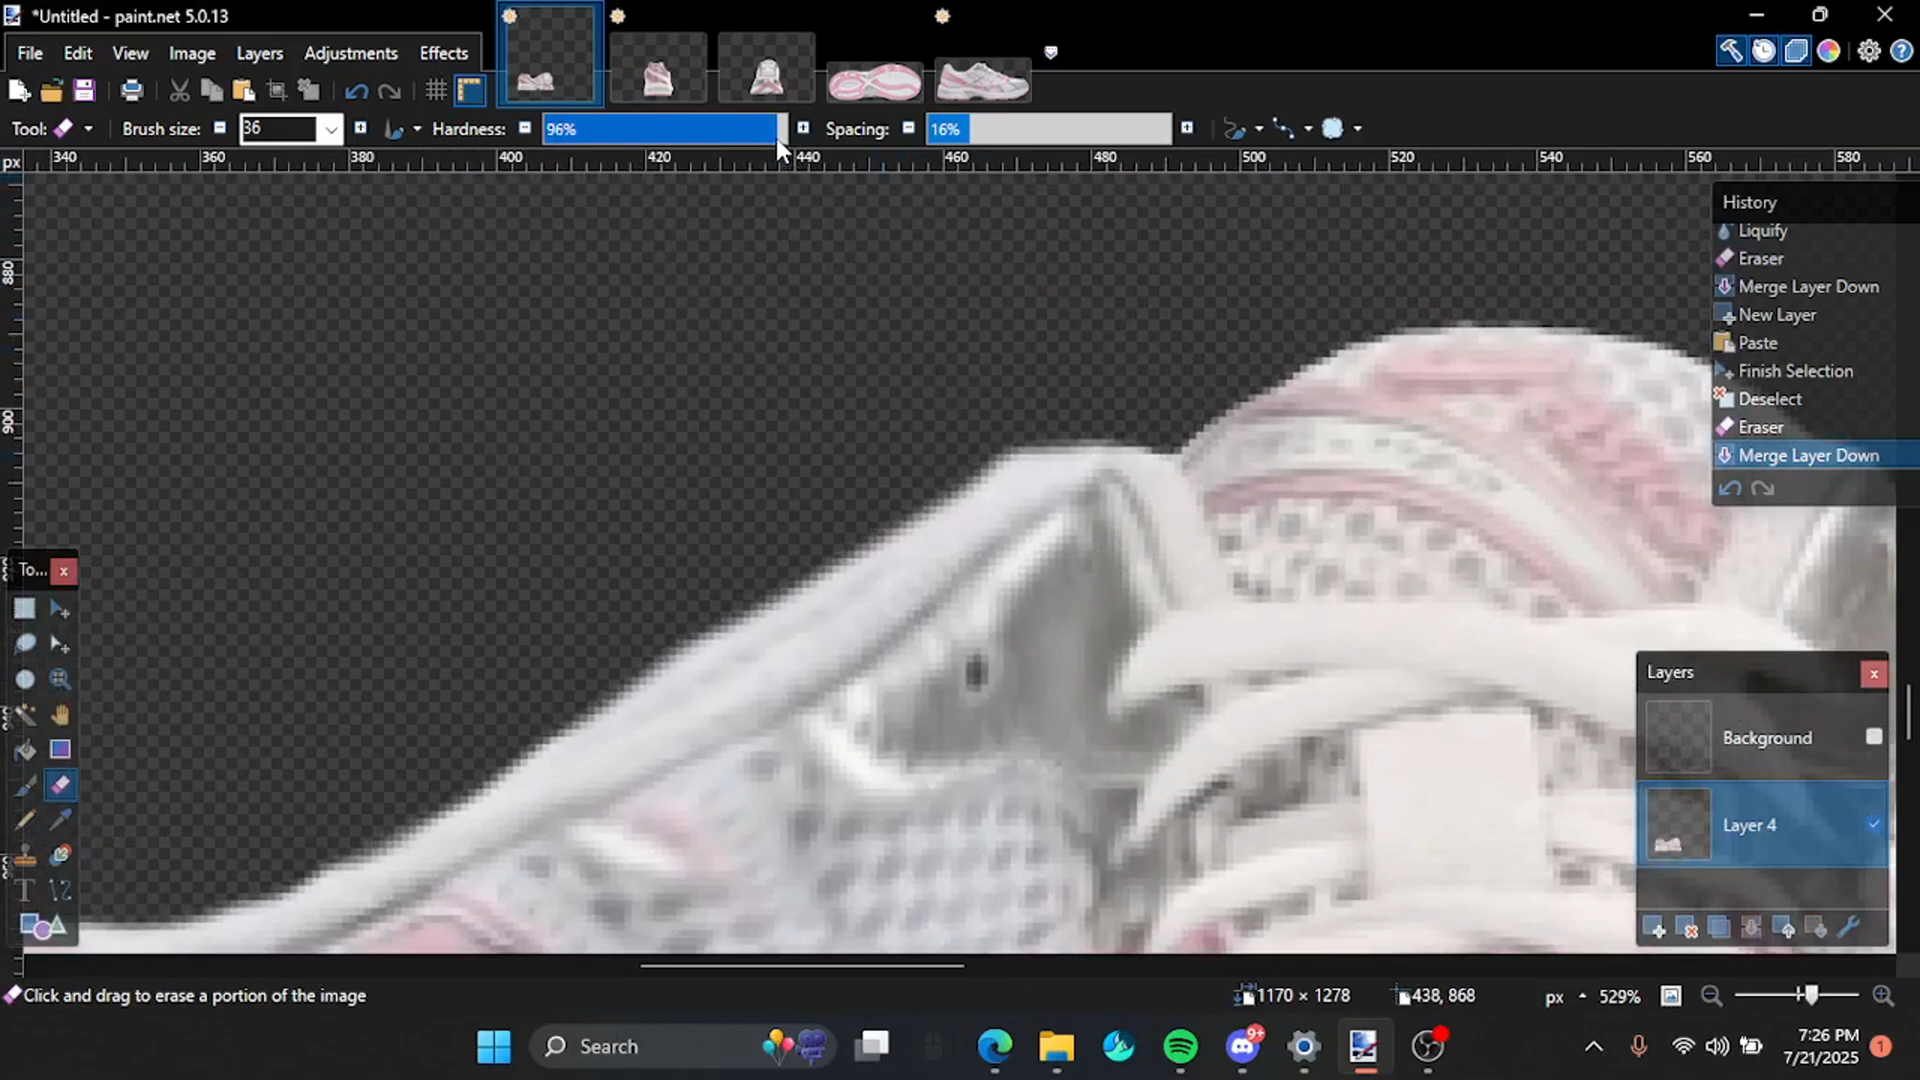 *Untitled - paint.net 5.0.13
File Edit View Image Layers Adjustments Effects
Tool: Brush size: 36 Hardness: 96% Spacing: 16%
px 340 360 380 400 420 440 460 480 500 520 540 560 580
880
900
History
Liquify
Eraser
Merge Layer Down
New Layer
Paste
Finish Selection
Deselect
Eraser
Merge Layer Down
To... x
Layers x
Background
Layer 4
Click and drag to erase a portion of the image
1170 × 1278 438, 868 px 529%
Search
9+
7:26 PM
7/21/2025
1